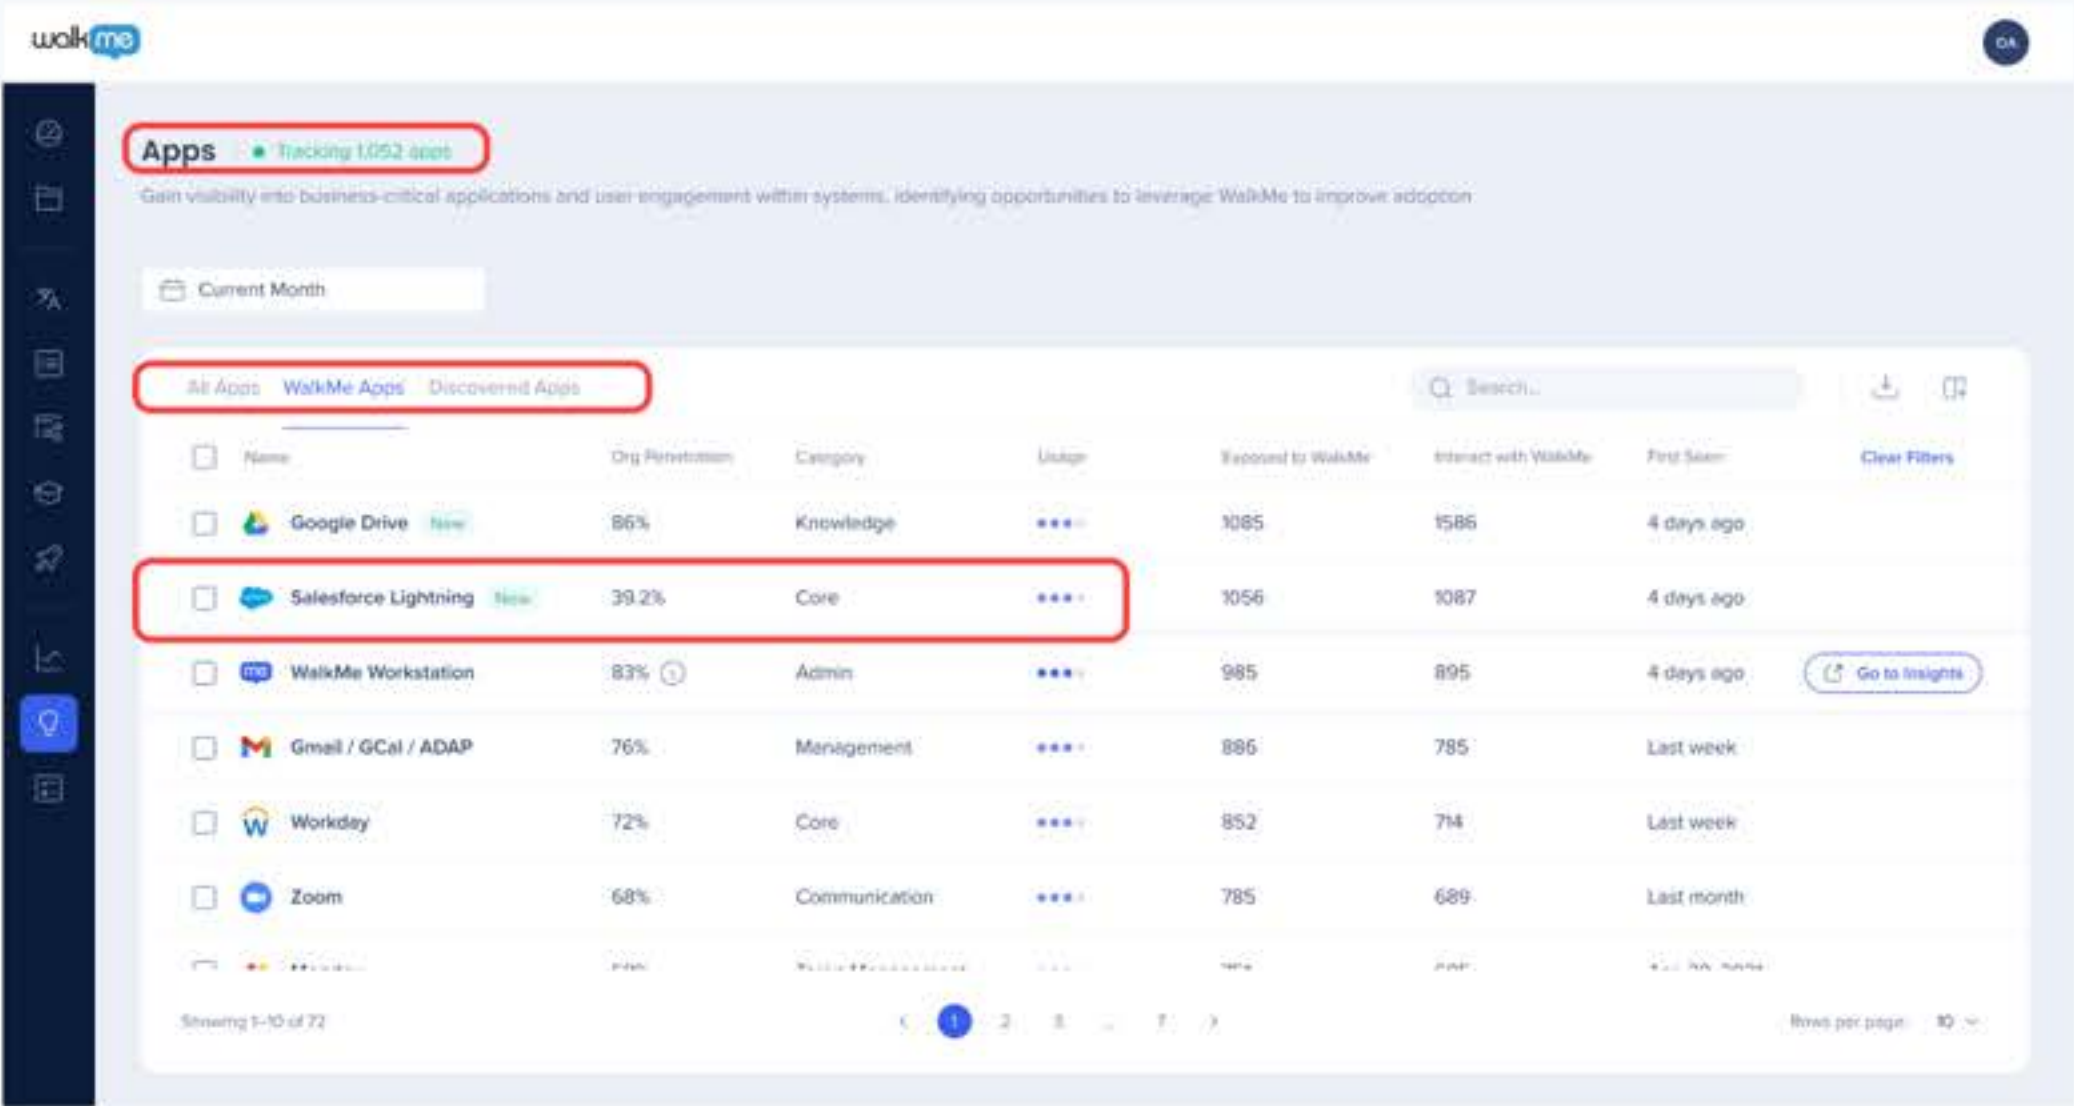 walkme
DA
Apps Tracking 1,052 apps
Gain visibility into business-critical applications and user engagement within systems, identifying opportunities to leverage WalkMe to improve adoption
Current Month
All Apps WalkMe Apps Discovered Apps Search...
Name Org Penetration Category Usage Exposed to WalkMe Interact with WalkMe First Seen Clear Filters
Google Drive New 86% Knowledge 1085 1586 4 days ago
Salesforce Lightning New 39.2% Core 1056 1087 4 days ago
me WalkMe Workstation 83% Admin 985 895 4 days ago Go to Insights
Gmail / GCal / ADAP 76% Management 886 785 Last week
Workday 72% Core 852 714 Last week
Zoom 68% Communication 785 689 Last month
Showing 1-10 of 72 1 2 3 ... 7 Rows per page: 10